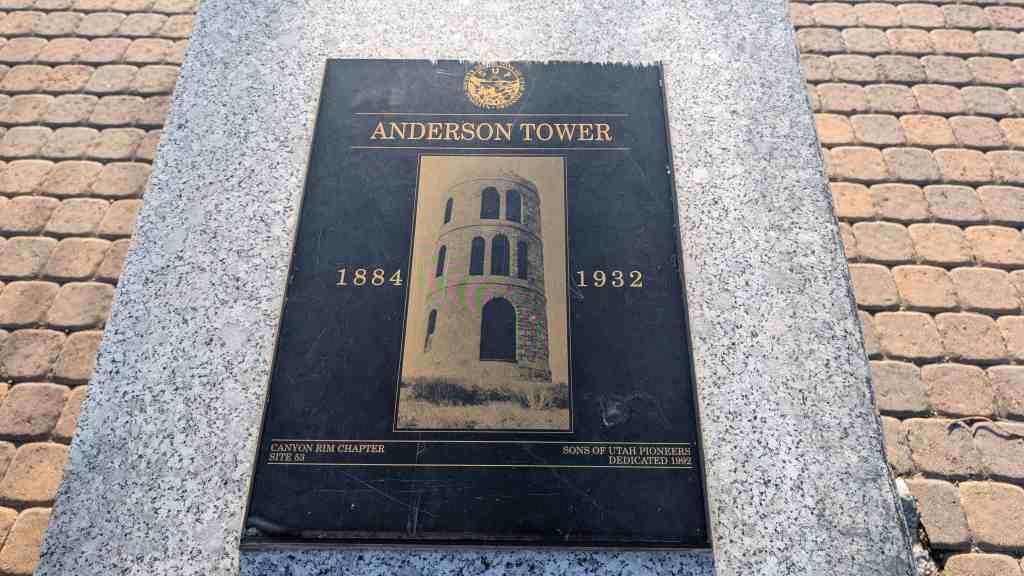 ANDERSON TOWER
1884 1932
CANYON RIM CHAPTER SONS OF UTAH PIONEERS
SITE 53 DEDICATED 1992